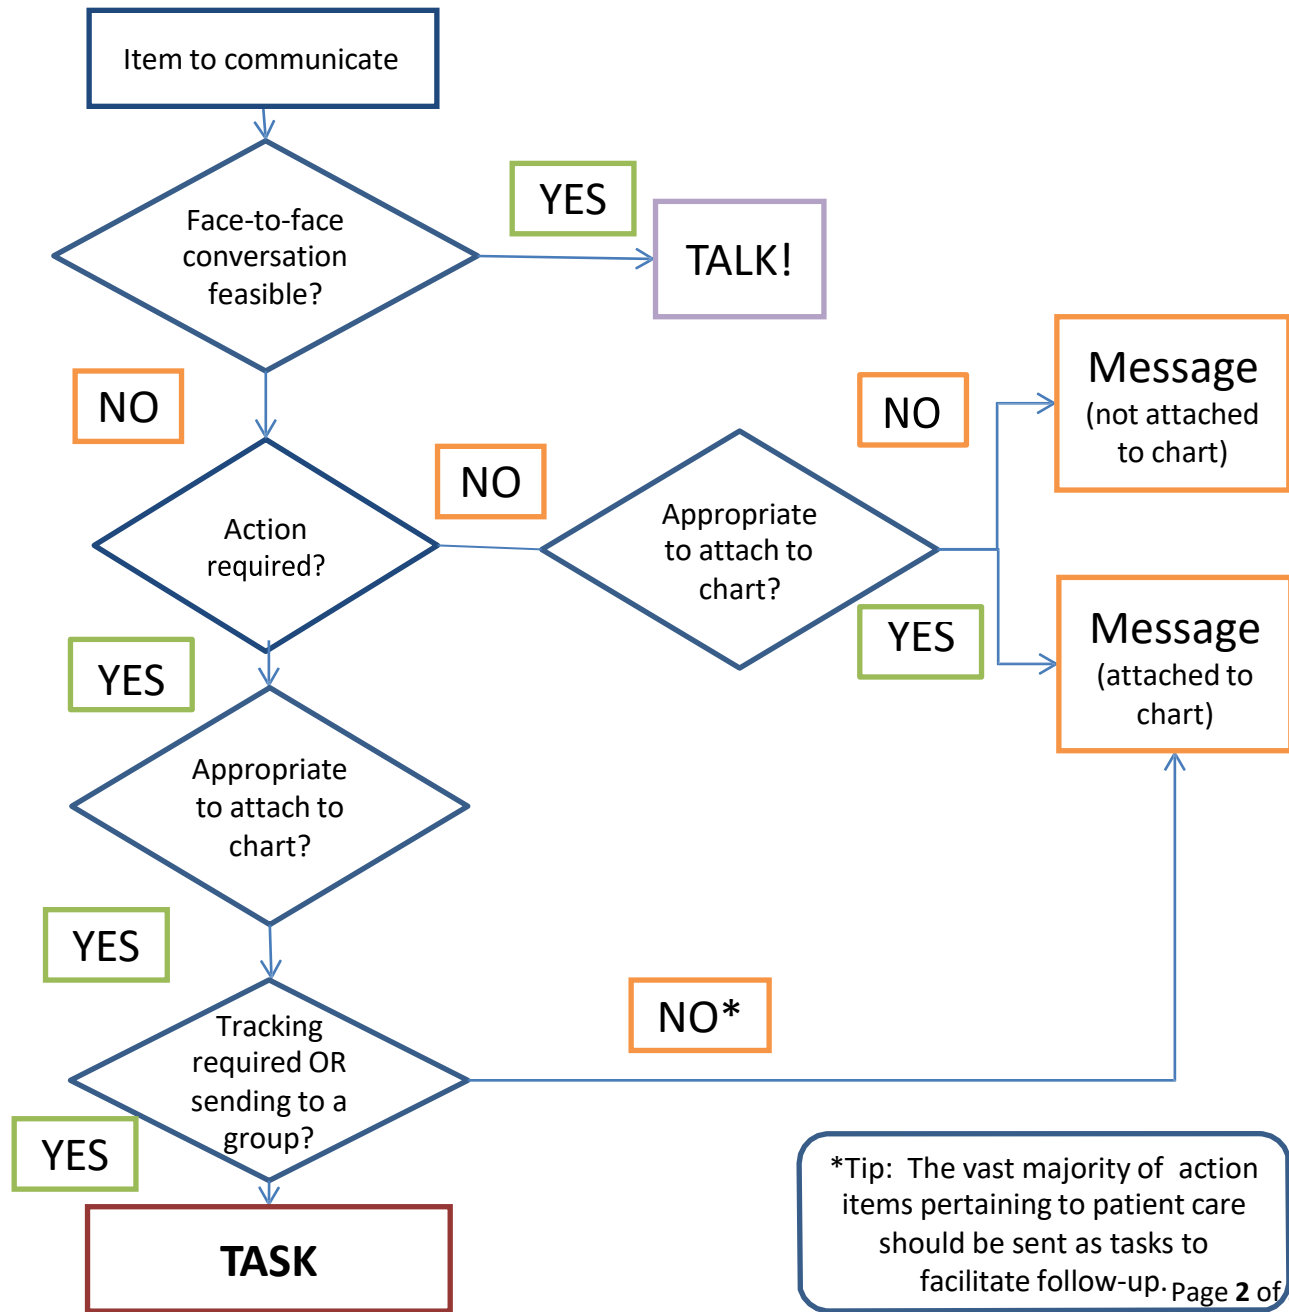 Item to communicate
Face-to-face
conversation
feasible?
YES
TALK!
NO
Action
required?
NO
Appropriate
to attach to
chart?
NO
Message
(not attached
to chart)
YES
Message
(attached to
chart)
YES
Appropriate
to attach to
chart?
YES
Tracking
required OR
sending to a
group?
NO*
YES
TASK
*Tip: The vast majority of action
items pertaining to patient care
should be sent as tasks to
facilitate follow-up.
Page 2 of